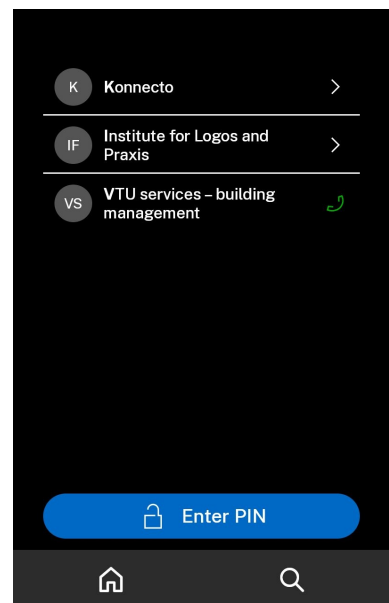 K
Konnecto
IF
Institute for Logos and
Praxis
VS
VTU services – building
management
Enter PIN